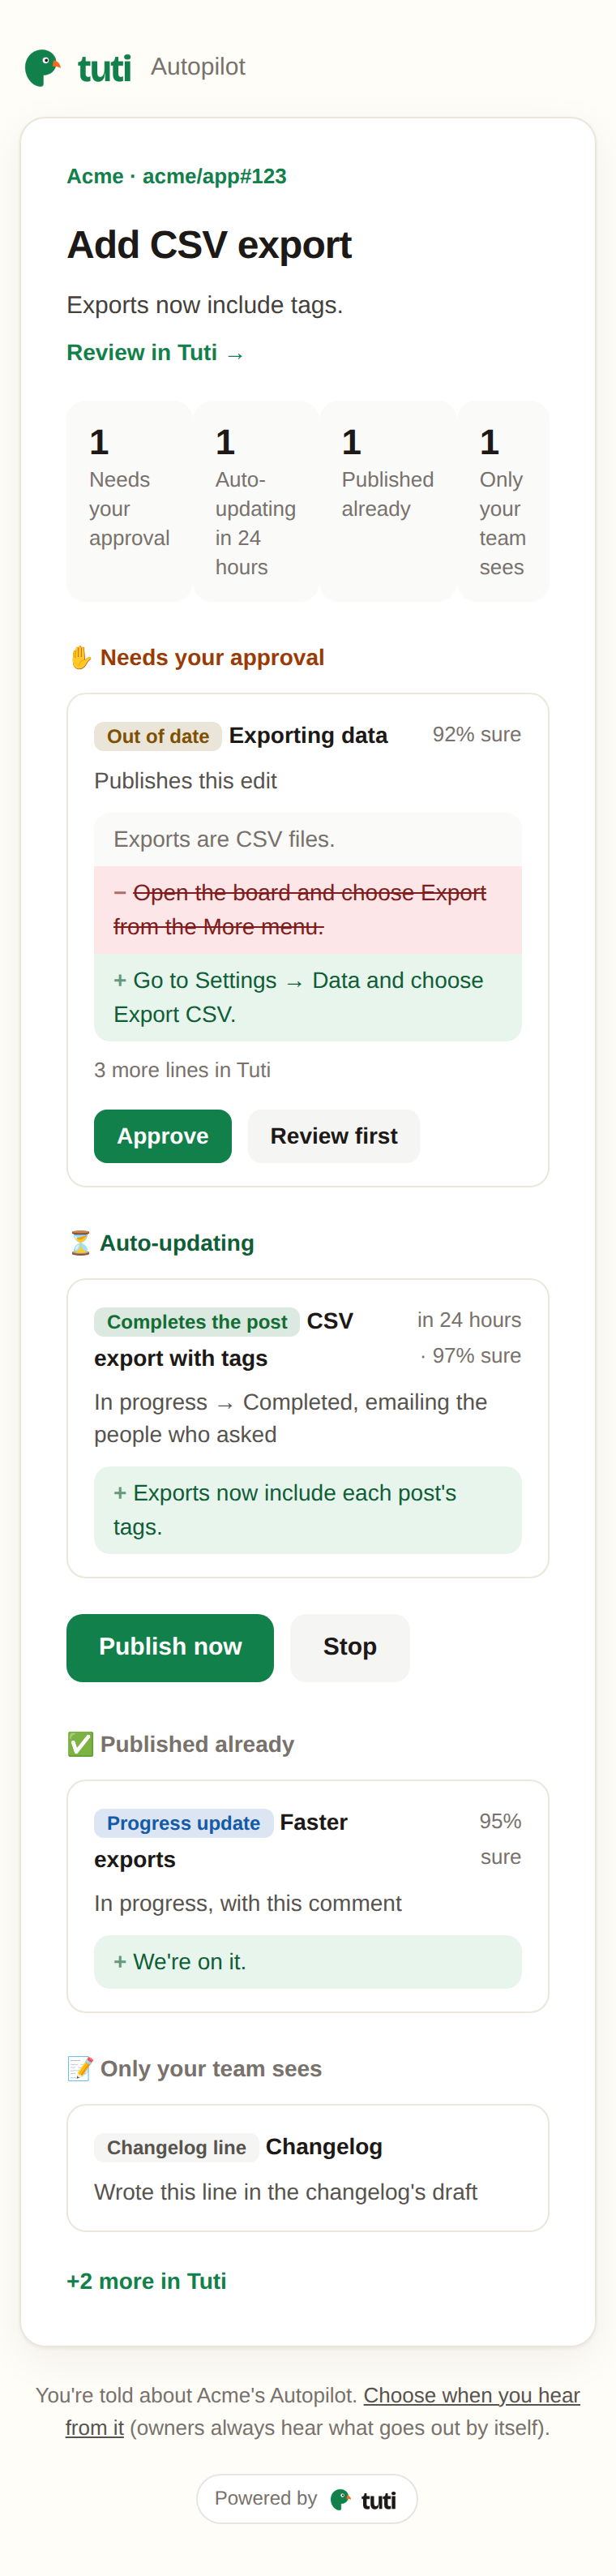 tuti Autopilot
Acme · acme/app#123
Add CSV export
Exports now include tags.
Review in Tuti →
1
Needs
your
approval
1
Auto-
updating
in 24
hours
1
Published
already
1
Only
your
team
sees
✋ Needs your approval
Out of date Exporting data 92% sure
Publishes this edit
Exports are CSV files.
− Open the board and choose Export
from the More menu.
+ Go to Settings → Data and choose
Export CSV.
3 more lines in Tuti
Approve Review first
⏳ Auto-updating
Completes the post CSV in 24 hours
export with tags · 97% sure
In progress → Completed, emailing the
people who asked
+ Exports now include each post's
tags.
Publish now Stop
✅ Published already
Progress update Faster 95%
exports sure
In progress, with this comment
+ We're on it.
📝 Only your team sees
Changelog line Changelog
Wrote this line in the changelog's draft
+2 more in Tuti
You're told about Acme's Autopilot. Choose when you hear
from it (owners always hear what goes out by itself).
Powered by tuti